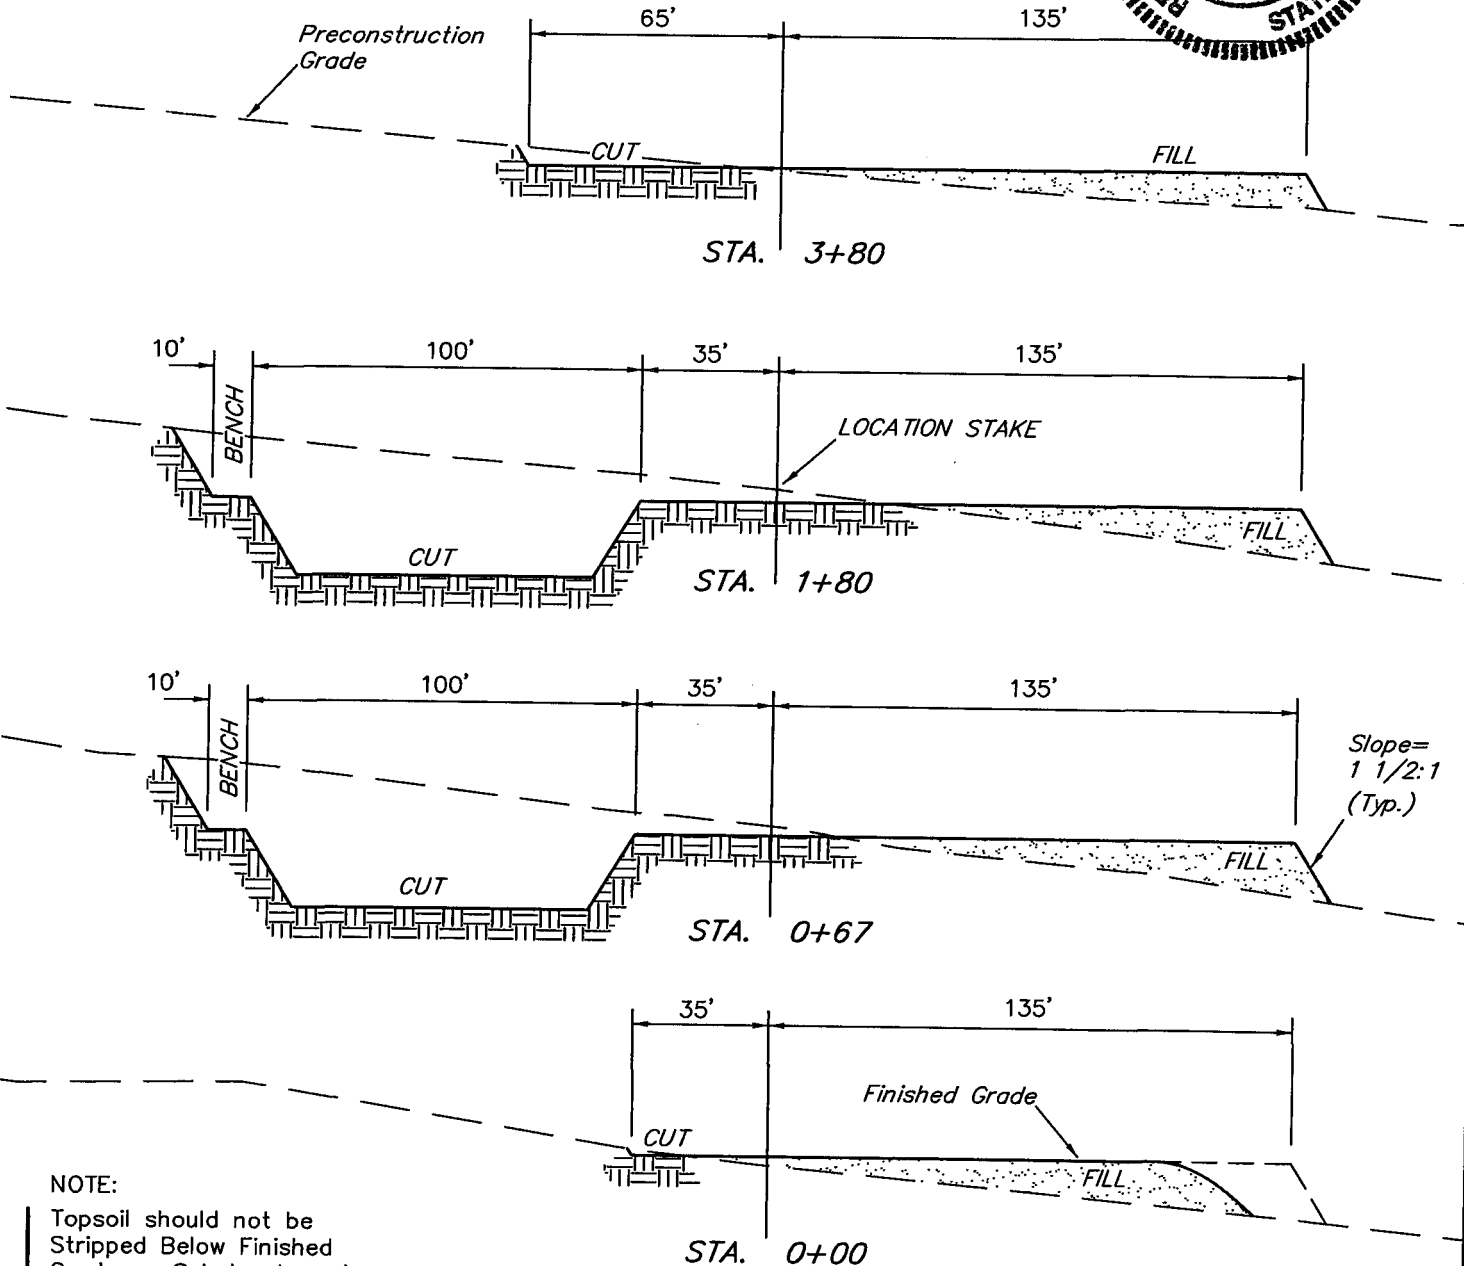 65' 135'
STAT
Preconstruction
Grade
CUT FILL
STA. 3+80
10' 100' 35' 135'
BENCH
LOCATION STAKE
CUT
FILL
STA. 1+80
10' 100' 35' 135'
BENCH
Slope=
1 1/2:1
(Typ.)
CUT
FILL
STA. 0+67
35' 135'
Finished Grade
CUT
FILL
STA. 0+00
NOTE:
Topsoil should not be
Stripped Below Finished